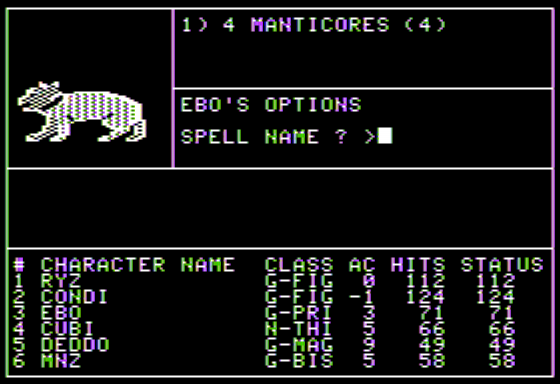 1) 4 MANTICORES (4)
EBO'S OPTIONS
SPELL NAME ? >
# CHARACTER NAME CLASS AC HITS STATUS
1 RYZ G-FIG 0 112 112
2 CONDI G-FIG -1 124 124
3 EBO G-PRI 3 71 71
4 CUBI N-THI 5 66 66
5 DEDDO G-MAG 9 49 49
6 MNZ G-BIS 5 58 58